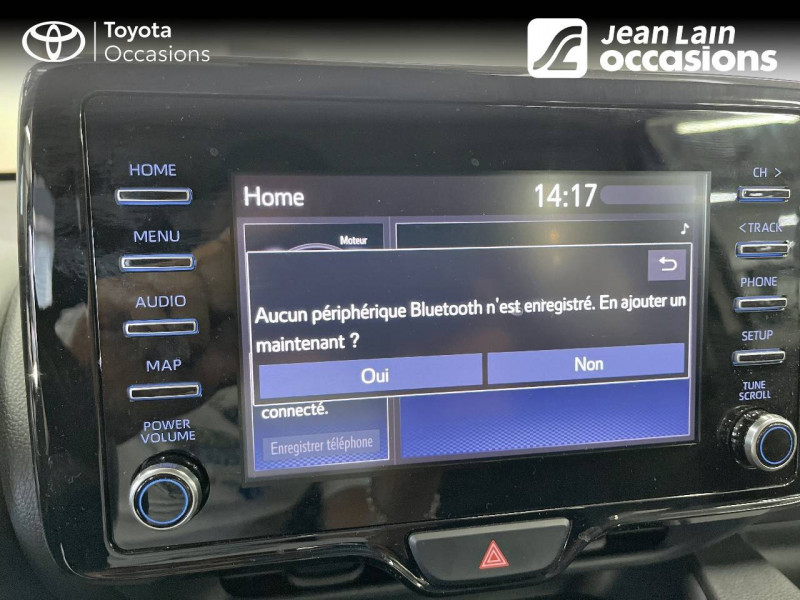 Toyota
Occasions
Jean Lain
occasions
HOME
MENU
AUDIO
MAP
POWER
VOLUME
Home
14:17
Moteur
Aucun périphérique Bluetooth n'est enregistré. En ajouter un
maintenant ?
Oui
Non
connecté.
Enregistrer téléphone
CH >
< TRACK
PHONE
SETUP
TUNE
SCROLL